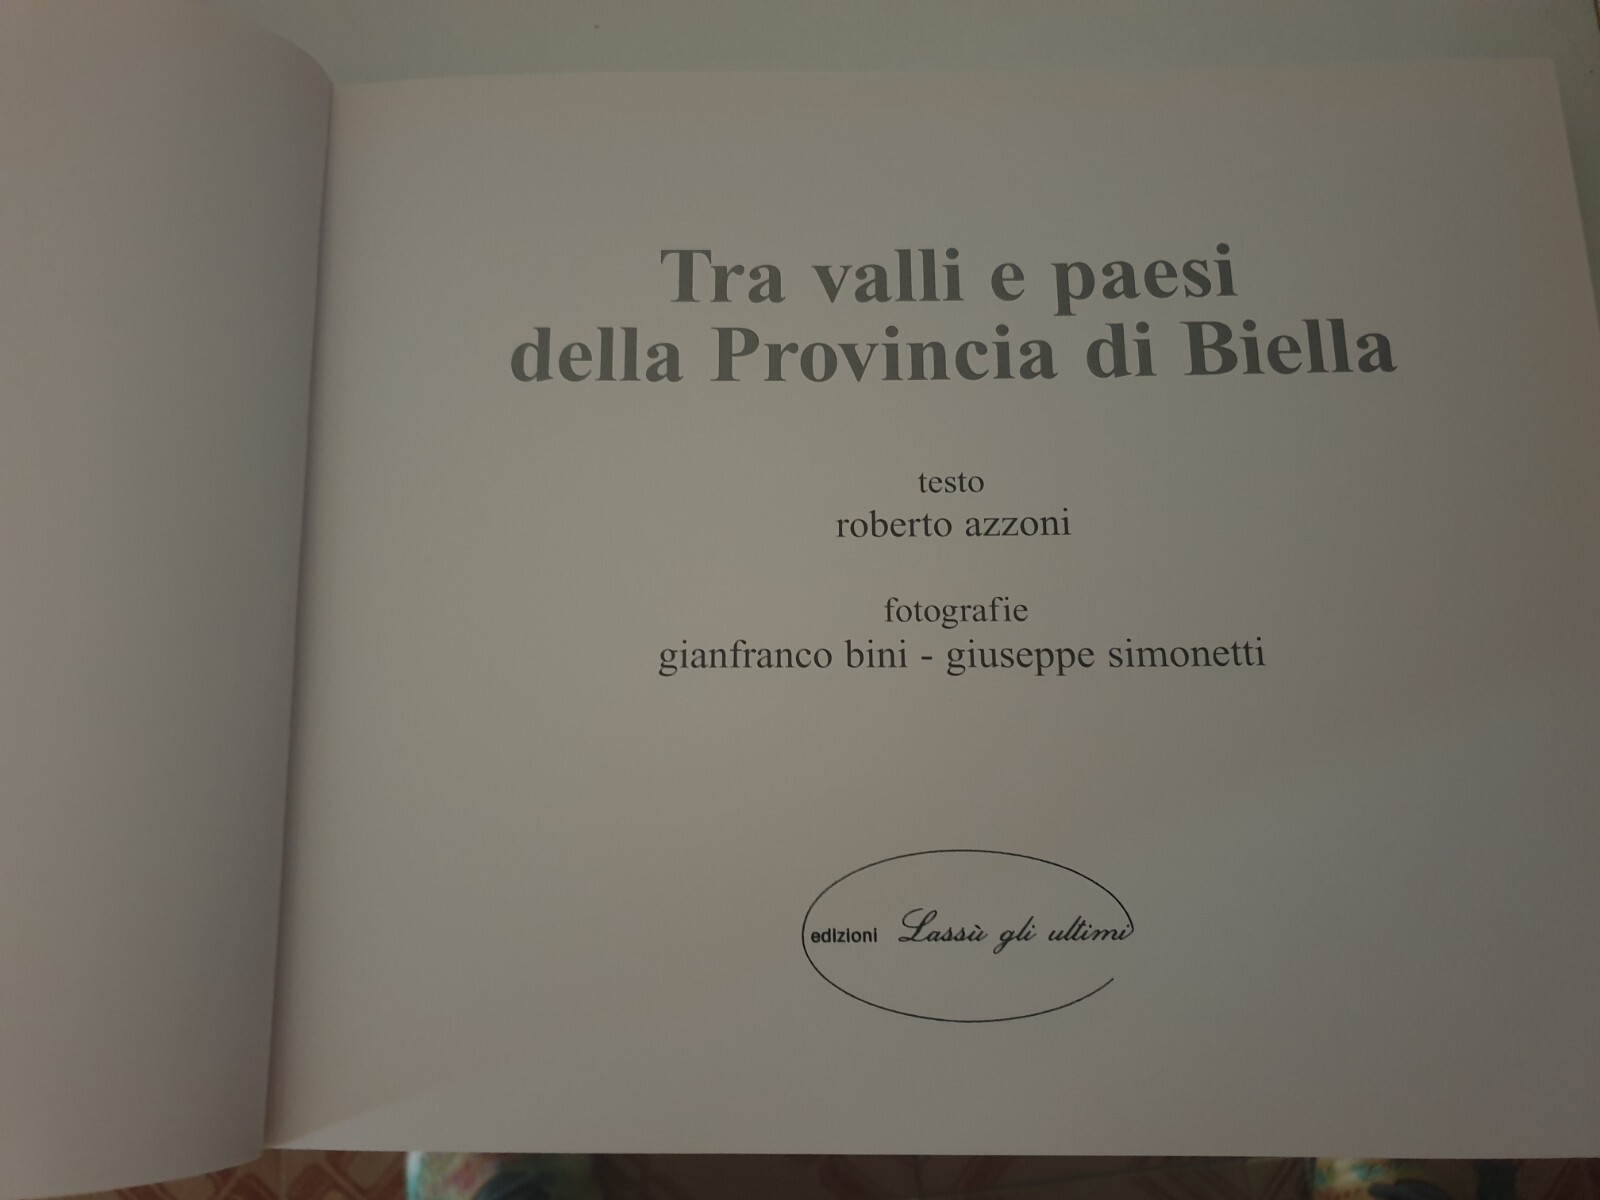 Tra valli e paesi
della Provincia di Biella
testo
roberto azzoni
fotografie
gianfranco bini - giuseppe simonetti
edizioni Lassù gli ultimi